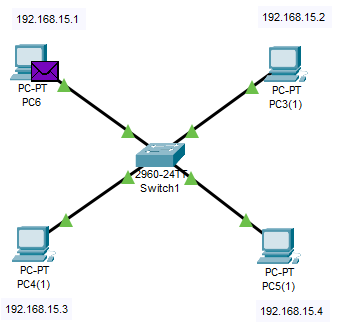 192.168.15.1
192.168.15.2
PC-PT
PC6
PC-PT
PC3(1)
2960-24TT
Switch1
PC-PT
PC4(1)
PC-PT
PC5(1)
192.168.15.3
192.168.15.4